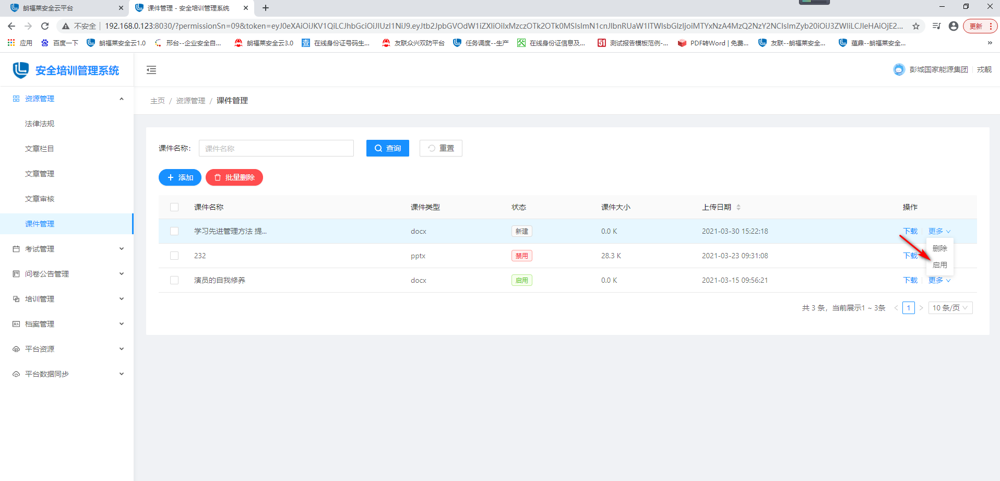 朗福莱安全云平台
课件管理 - 安全培训管理系统
不安全
192.168.0.123:8030/?permissionSn=09&token=eyJ0eXAiOiJKV1QiLCJhbGciOiJIUzI1NiJ9.eyJtb2JpbGVOdW1iZXIiOiIxMzczOTk2OTk0MSIsImN1cnJlbnRUaW1lTWlsbGlzIjoiMTYxNzA4MzQ2NzY2NCIsImZyb20iOiJ3ZWIiLCJleHAiOjE2...
更新
应用
百度一下
朗福莱安全云1.0
邢台--企业安全自...
朗福莱安全云3.0
在线身份证号码生...
友联众兴双防平台
任务调度--生产
在线身份证信息及...
测试报告模板范例-...
PDF转Word | 免费...
友联--朗福莱安全...
蕴鼎--朗福莱安全...
»
安全培训管理系统
彭城国家能源集团
戎靓
资源管理
法律法规
文章栏目
文章管理
文章审核
课件管理
考试管理
问卷公告管理
培训管理
档案管理
平台资源
平台数据同步
主页 / 资源管理 / 课件管理
课件名称:
课件名称
查询
重置
添加
批量删除
课件名称 课件类型 状态 课件大小 上传日期 操作
学习先进管理方法 提... docx 新建 0.0 K 2021-03-30 15:22:18 下载 更多
232 pptx 禁用 28.3 K 2021-03-23 09:31:08 下载
删除
启用
演员的自我修养 docx 启用 0.0 K 2021-03-15 09:56:21 下载 更多
共 3 条，当前展示1 ~ 3条 < 1 > 10 条/页